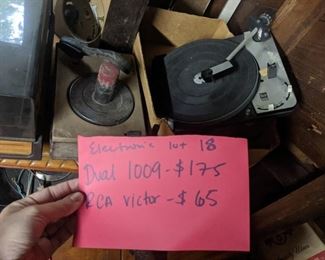 Electronic lot 18
Dual 1009 - $175
RCA victor - $65